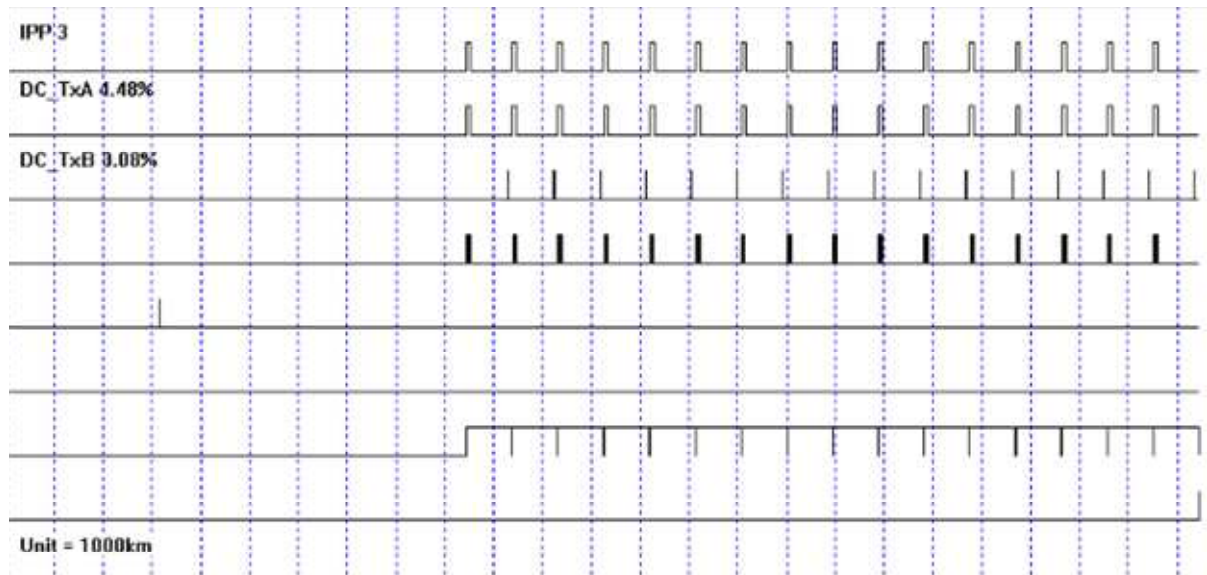 IPP 3
DC_TxA 4.48%
DC_TxB 3.08%
Unit = 1000km